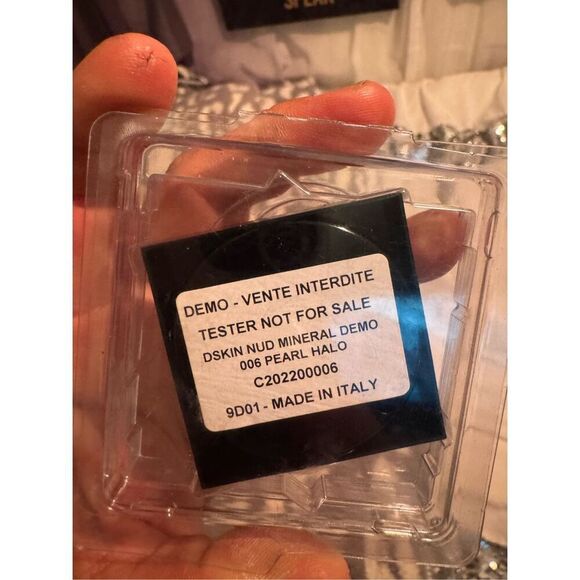 SPEAR
DEMO - VENTE INTERDITE
TESTER NOT FOR SALE
DSKIN NUD MINERAL DEMO
006 PEARL HALO
C202200006
9D01 - MADE IN ITALY